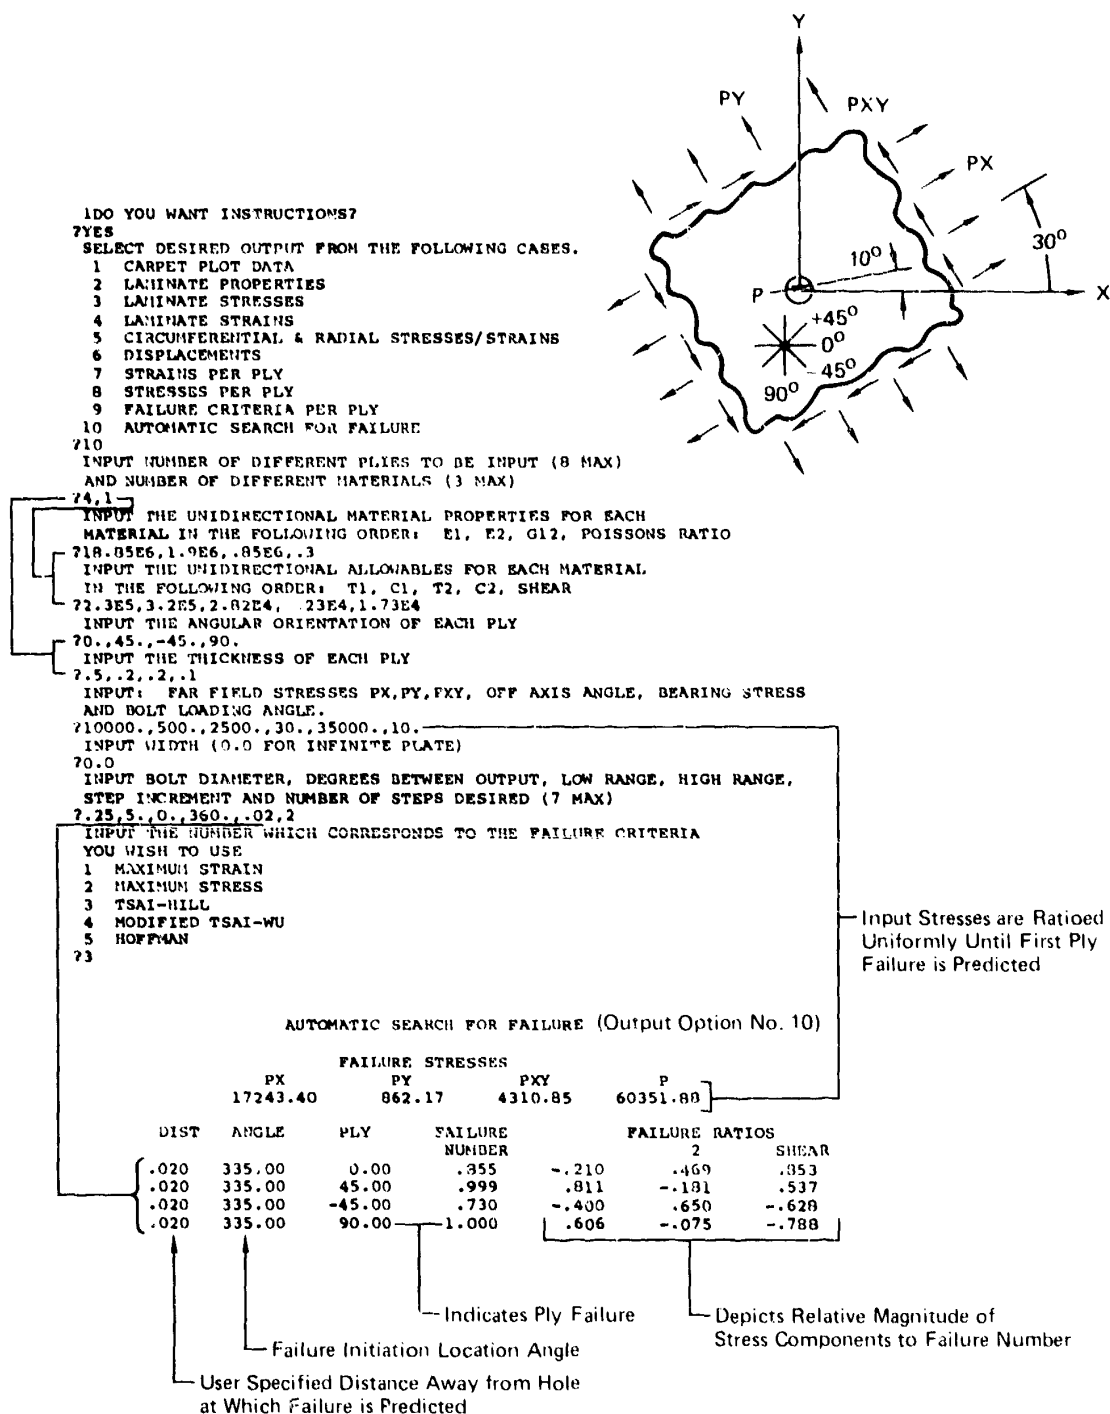 Y
PY
PXY
PX
30°
10°
X
P
+45°
0°
-45°
90°
1DO YOU WANT INSTRUCTIONS?
?YES
SELECT DESIRED OUTPUT FROM THE FOLLOWING CASES.
1 CARPET PLOT DATA
2 LAMINATE PROPERTIES
3 LAMINATE STRESSES
4 LAMINATE STRAINS
5 CIRCUMFERENTIAL & RADIAL STRESSES/STRAINS
6 DISPLACEMENTS
7 STRAINS PER PLY
8 STRESSES PER PLY
9 FAILURE CRITERIA PER PLY
10 AUTOMATIC SEARCH FOR FAILURE
?10
INPUT NUMBER OF DIFFERENT PLIES TO BE INPUT (8 MAX)
AND NUMBER OF DIFFERENT MATERIALS (3 MAX)
?4,1
INPUT THE UNIDIRECTIONAL MATERIAL PROPERTIES FOR EACH
MATERIAL IN THE FOLLOWING ORDER: E1, E2, G12, POISSONS RATIO
?18.85E6,1.9E6,.85E6,.3
INPUT THE UNIDIRECTIONAL ALLOWABLES FOR EACH MATERIAL
IN THE FOLLOWING ORDER: T1, C1, T2, C2, SHEAR
?2.3E5,3.2E5,2.82E4, .23E4,1.73E4
INPUT THE ANGULAR ORIENTATION OF EACH PLY
?0.,45.,-45.,90.
INPUT THE THICKNESS OF EACH PLY
?.5,.2,.2,.1
INPUT: FAR FIELD STRESSES PX,PY,PXY, OFF AXIS ANGLE, BEARING STRESS
AND BOLT LOADING ANGLE.
?10000.,500.,2500.,30.,35000.,10.
INPUT WIDTH (0.0 FOR INFINITE PLATE)
?0.0
INPUT BOLT DIAMETER, DEGREES BETWEEN OUTPUT, LOW RANGE, HIGH RANGE,
STEP INCREMENT AND NUMBER OF STEPS DESIRED (7 MAX)
?.25,5.,0.,360.,.02,2
INPUT THE NUMBER WHICH CORRESPONDS TO THE FAILURE CRITERIA
YOU WISH TO USE
1 MAXIMUM STRAIN
2 MAXIMUM STRESS
3 TSAI-HILL
4 MODIFIED TSAI-WU
5 HOFFMAN
?3
Input Stresses are Ratioed
Uniformly Until First Ply
Failure is Predicted
AUTOMATIC SEARCH FOR FAILURE (Output Option No. 10)
FAILURE STRESSES
PX PY PXY P
17243.40 862.17 4310.85 60351.88
DIST ANGLE PLY FAILURE FAILURE RATIOS
NUMBER 2 SHEAR
.020 335.00 0.00 .855 -.210 .469 .853
.020 335.00 45.00 .999 .811 -.181 .537
.020 335.00 -45.00 .730 -.400 .650 -.628
.020 335.00 90.00 1.000 .606 -.075 -.788
Indicates Ply Failure
Depicts Relative Magnitude of
Stress Components to Failure Number
Failure Initiation Location Angle
User Specified Distance Away from Hole
at Which Failure is Predicted